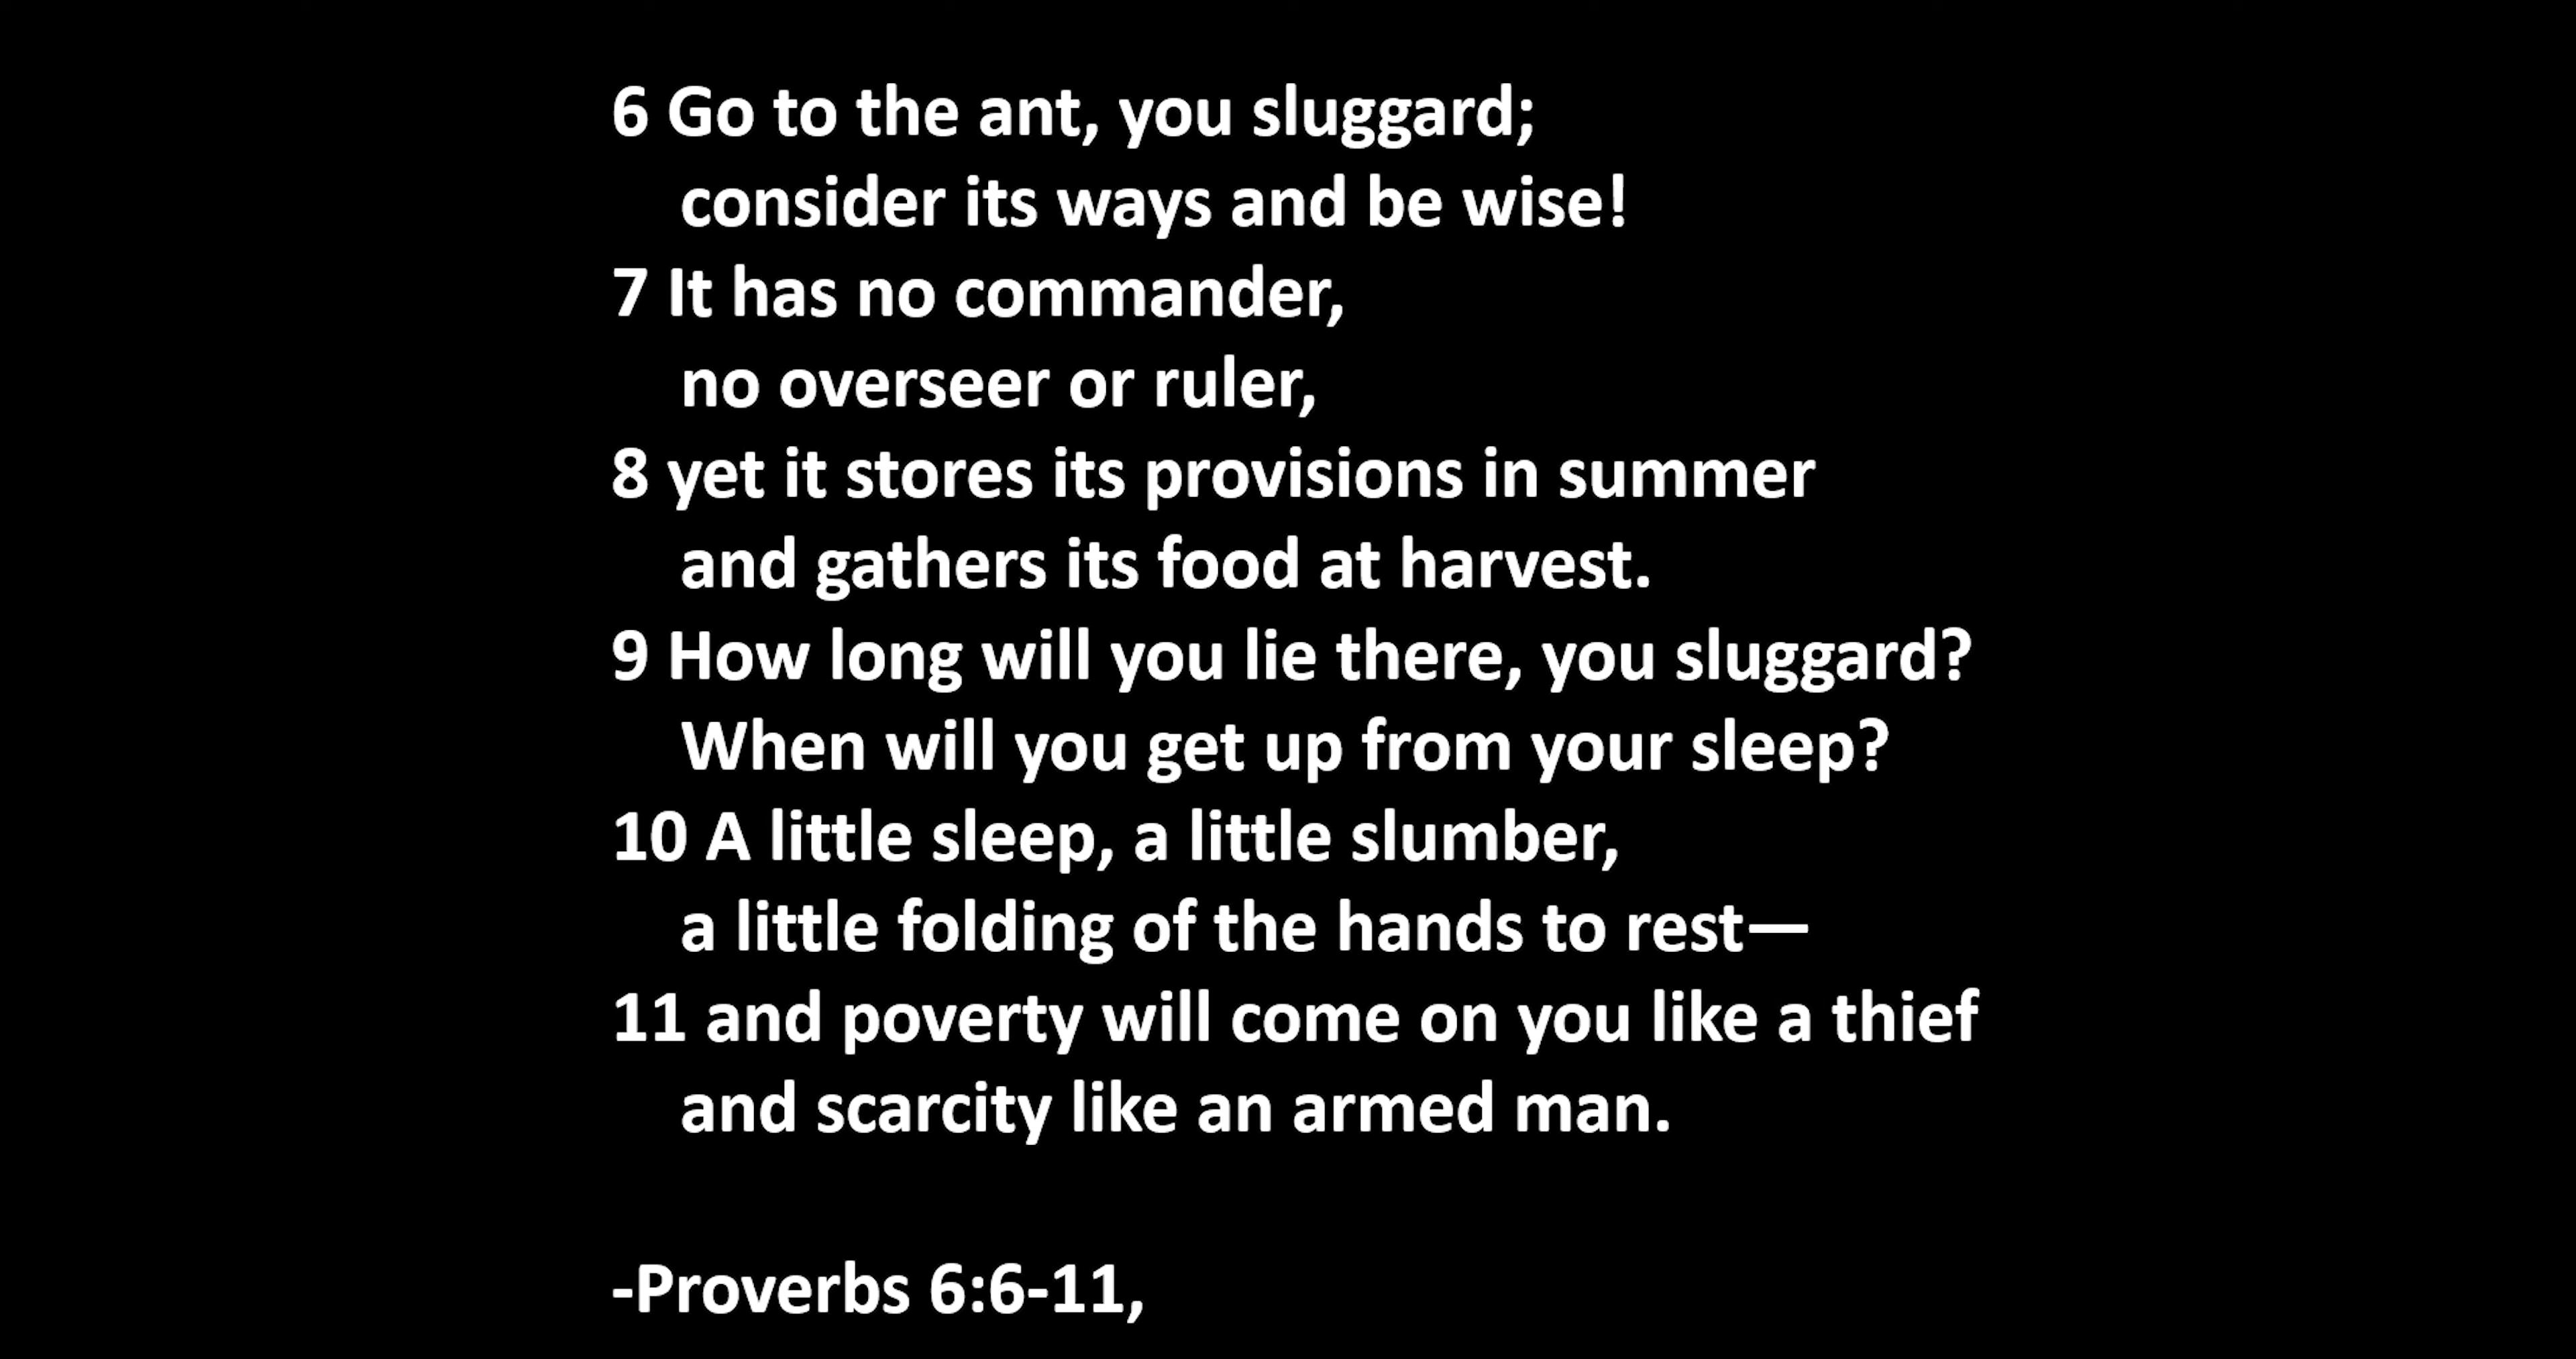 6 Go to the ant, you sluggard;
consider its ways and be wise!
7 It has no commander,
no overseer or ruler,
8 yet it stores its provisions in summer
and gathers its food at harvest.
9 How long will you lie there, you sluggard?
When will you get up from your sleep?
10 A little sleep, a little slumber,
a little folding of the hands to rest—
11 and poverty will come on you like a thief
and scarcity like an armed man.
-Proverbs 6:6-11,